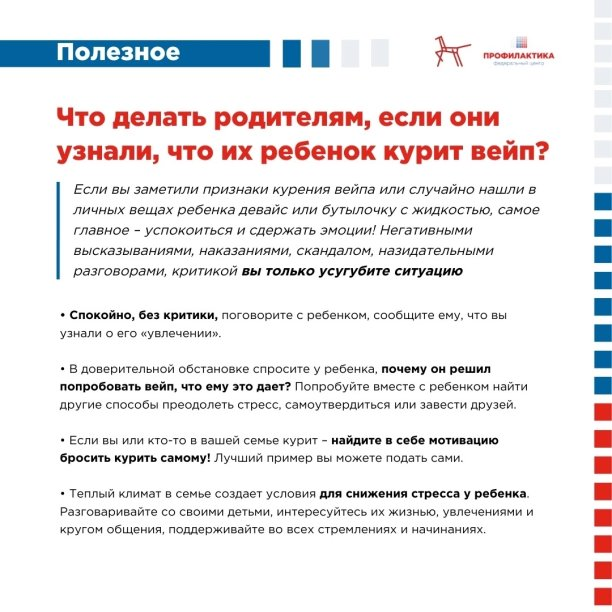 Полезное
ПРОФИЛАКТИКА
федеральный центр
Что делать родителям, если они
узнали, что их ребенок курит вейп?
Если вы заметили признаки курения вейпа или случайно нашли в
личных вещах ребенка девайс или бутылочку с жидкостью, самое
главное – успокоиться и сдержать эмоции! Негативными
высказываниями, наказаниями, скандалом, назидательными
разговорами, критикой вы только усугубите ситуацию
• Спокойно, без критики, поговорите с ребенком, сообщите ему, что вы
узнали о его «увлечении».
• В доверительной обстановке спросите у ребенка, почему он решил
попробовать вейп, что ему это дает? Попробуйте вместе с ребенком найти
другие способы преодолеть стресс, самоутвердиться или завести друзей.
• Если вы или кто-то в вашей семье курит – найдите в себе мотивацию
бросить курить самому! Лучший пример вы можете подать сами.
• Теплый климат в семье создает условия для снижения стресса у ребенка.
Разговаривайте со своими детьми, интересуйтесь их жизнью, увлечениями и
кругом общения, поддерживайте во всех стремлениях и начинаниях.